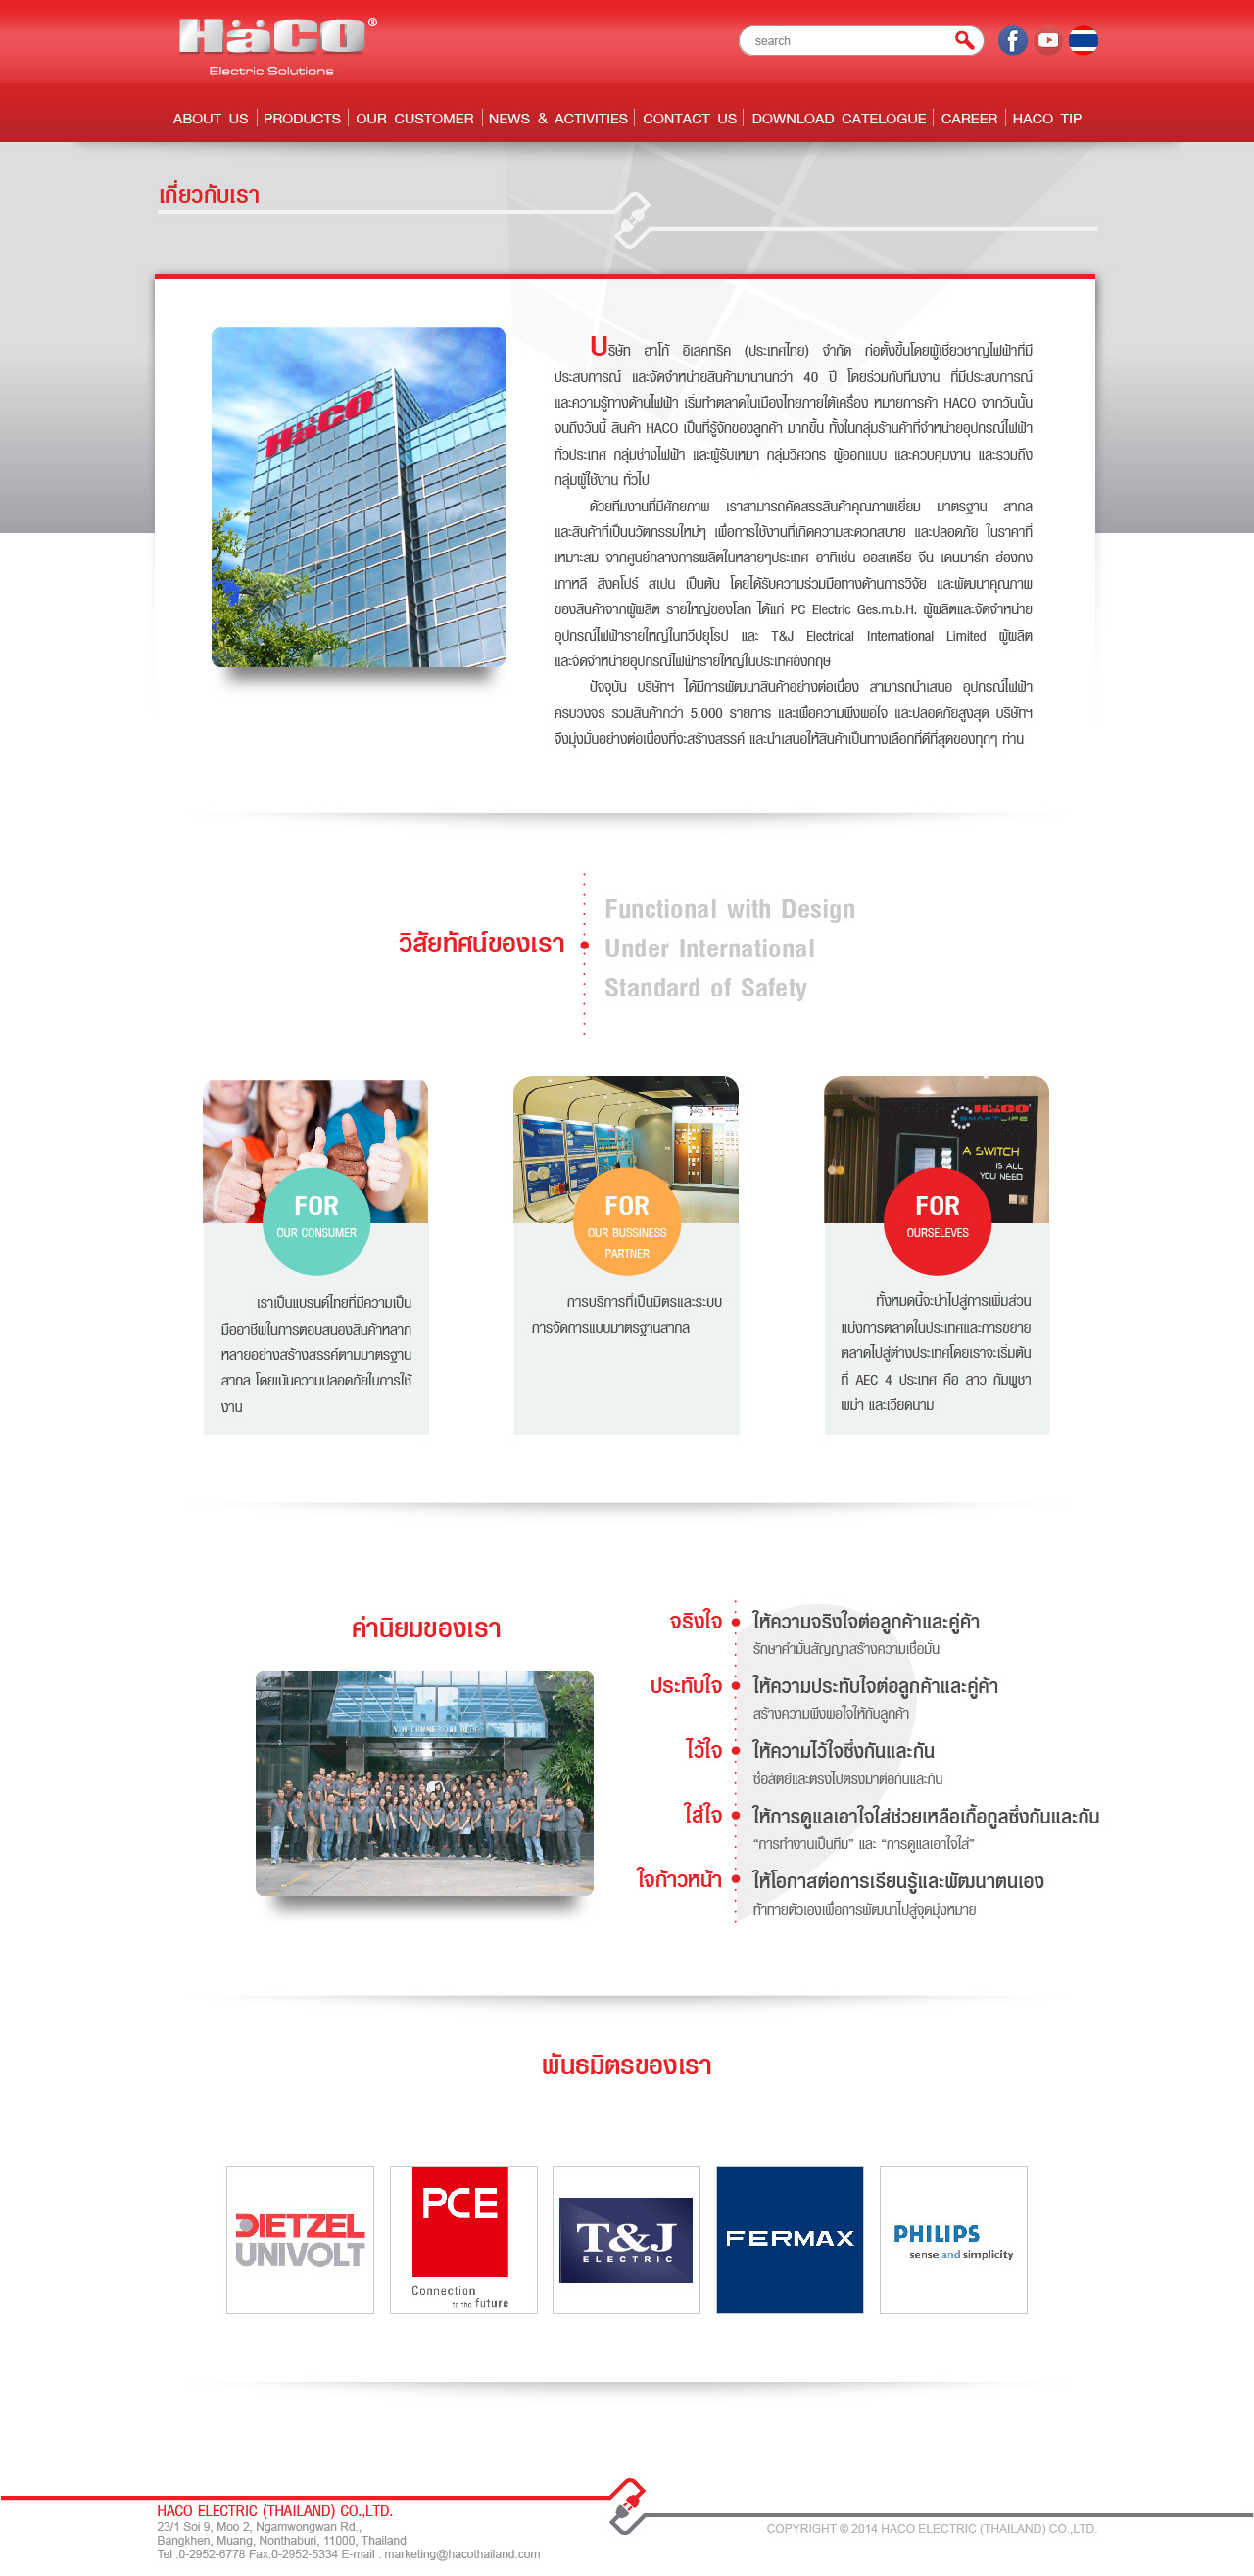 HäCO®
Electric Solutions
search
ABOUT US PRODUCTS OUR CUSTOMER NEWS & ACTIVITIES CONTACT US DOWNLOAD CATELOGUE CAREER HACO TIP
เกี่ยวกับเรา
HäCO
บริษัท ฮาโก้ อิเลคทริค (ประเทศไทย) จำกัด ก่อตั้งขึ้นโดยผู้เชี่ยวชาญไฟฟ้าที่มี
ประสบการณ์ และจัดจำหน่ายสินค้ามานานกว่า 40 ปี โดยร่วมกับทีมงาน ที่มีประสบการณ์
และความรู้ทางด้านไฟฟ้า เริ่มทำตลาดในเมืองไทยภายใต้เครื่อง หมายการค้า HACO จากวันนั้น
จนถึงวันนี้ สินค้า HACO เป็นที่รู้จักของลูกค้า มากขึ้น ทั้งในกลุ่มร้านค้าที่จำหน่ายอุปกรณ์ไฟฟ้า
ทั่วประเทศ กลุ่มช่างไฟฟ้า และผู้รับเหมา กลุ่มวิศวกร ผู้ออกแบบ และควบคุมงาน และรวมถึง
กลุ่มผู้ใช้งาน ทั่วไป
ด้วยทีมงานที่มีศักยภาพ เราสามารถคัดสรรสินค้าคุณภาพเยี่ยม มาตรฐาน สากล
และสินค้าที่เป็นนวัตกรรมใหม่ๆ เพื่อการใช้งานที่เกิดความสะดวกสบาย และปลอดภัย ในราคาที่
เหมาะสม จากศูนย์กลางการผลิตในหลายๆประเทศ อาทิเช่น ออสเตรีย จีน เดนมาร์ก ฮ่องกง
เกาหลี สิงคโปร์ สเปน เป็นต้น โดยได้รับความร่วมมือทางด้านการวิจัย และพัฒนาคุณภาพ
ของสินค้าจากผู้ผลิต รายใหญ่ของโลก ได้แก่ PC Electric Ges.m.b.H. ผู้ผลิตและจัดจำหน่าย
อุปกรณ์ไฟฟ้ารายใหญ่ในทวีปยุโรป และ T&J Electrical International Limited ผู้ผลิต
และจัดจำหน่ายอุปกรณ์ไฟฟ้ารายใหญ่ในประเทศอังกฤษ
ปัจจุบัน บริษัทฯ ได้มีการพัฒนาสินค้าอย่างต่อเนื่อง สามารถนำเสนอ อุปกรณ์ไฟฟ้า
ครบวงจร รวมสินค้ากว่า 5,000 รายการ และเพื่อความพึงพอใจ และปลอดภัยสูงสุด บริษัทฯ
จึงมุ่งมั่นอย่างต่อเนื่องที่จะสร้างสรรค์ และนำเสนอให้สินค้าเป็นทางเลือกที่ดีที่สุดของทุกๆ ท่าน
วิสัยทัศน์ของเรา
Functional with Design
Under International
Standard of Safety
FOR
OUR CONSUMER
เราเป็นแบรนด์ไทยที่มีความเป็น
มืออาชีพในการตอบสนองสินค้าหลาก
หลายอย่างสร้างสรรค์ตามมาตรฐาน
สากล โดยเน้นความปลอดภัยในการใช้
งาน
FOR
OUR BUSSINESS
PARTNER
การบริการที่เป็นมิตรและระบบ
การจัดการแบบมาตรฐานสากล
HäCO
SMARTLIFE
A SWITCH
IS ALL
YOU NEED
FOR
OURSELEVES
ทั้งหมดนี้จะนำไปสู่การเพิ่มส่วน
แบ่งการตลาดในประเทศและการขยาย
ตลาดไปสู่ต่างประเทศโดยเราจะเริ่มต้น
ที่ AEC 4 ประเทศ คือ ลาว กัมพูชา
พม่า และเวียดนาม
ค่านิยมของเรา
V.H. COMMERCIAL BLDG.
จริงใจ
ให้ความจริงใจต่อลูกค้าและคู่ค้า
รักษาคำมั่นสัญญาสร้างความเชื่อมั่น
ประทับใจ
ให้ความประทับใจต่อลูกค้าและคู่ค้า
สร้างความพึงพอใจให้กับลูกค้า
ไว้ใจ
ให้ความไว้ใจซึ่งกันและกัน
ซื่อสัตย์และตรงไปตรงมาต่อกันและกัน
ใส่ใจ
ให้การดูแลเอาใจใส่ช่วยเหลือเกื้อกูลซึ่งกันและกัน
“การทำงานเป็นทีม” และ “การดูแลเอาใจใส่”
ใจก้าวหน้า
ให้โอกาสต่อการเรียนรู้และพัฒนาตนเอง
ท้าทายตัวเองเพื่อการพัฒนาไปสู่จุดมุ่งหมาย
พันธมิตรของเรา
DIETZEL
UNIVOLT
PCE
Connection
to the future
T&J
ELECTRIC
FERMAX
PHILIPS
sense and simplicity
HACO ELECTRIC (THAILAND) CO.,LTD.
23/1 Soi 9, Moo 2, Ngamwongwan Rd.,
Bangkhen, Muang, Nonthaburi, 11000, Thailand
Tel :0-2952-6778 Fax:0-2952-5334 E-mail : marketing@hacothailand.com
COPYRIGHT © 2014 HACO ELECTRIC (THAILAND) CO.,LTD.